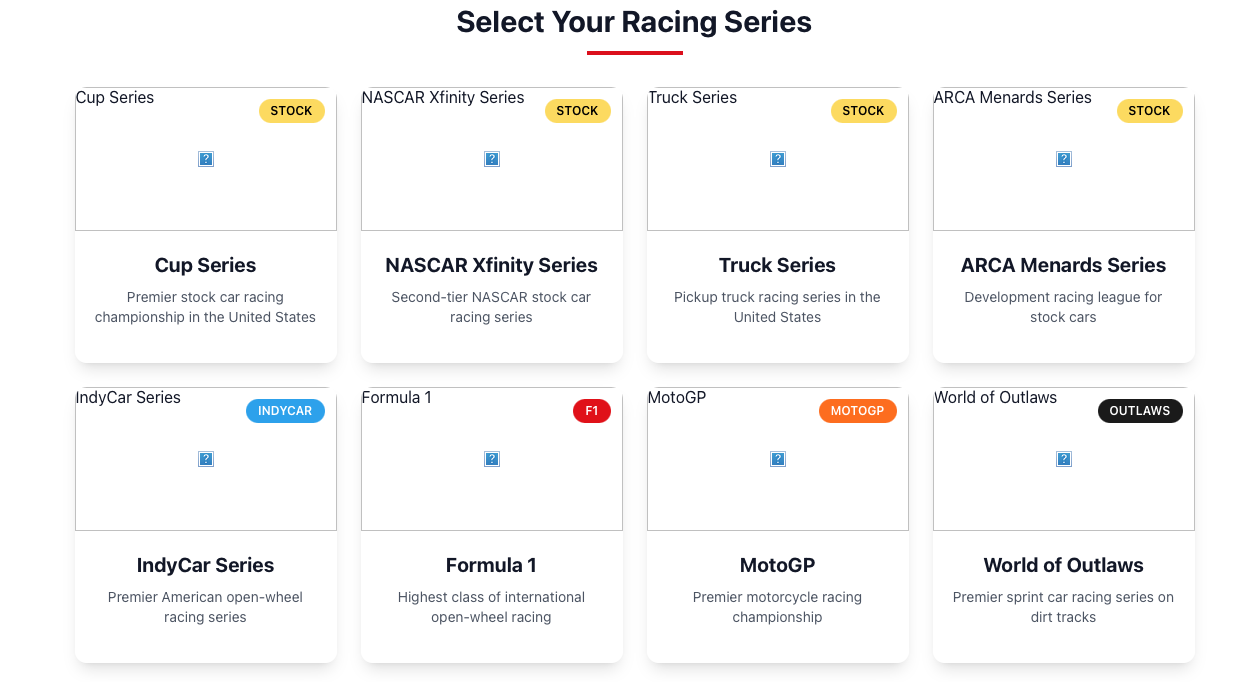 Select Your Racing Series
Cup Series
STOCK
NASCAR Xfinity Series
STOCK
Truck Series
STOCK
ARCA Menards Series
STOCK
?
?
?
?
Cup Series
Premier stock car racing
championship in the United States
NASCAR Xfinity Series
Second-tier NASCAR stock car
racing series
Truck Series
Pickup truck racing series in the
United States
ARCA Menards Series
Development racing league for
stock cars
IndyCar Series
INDYCAR
Formula 1
F1
MotoGP
MOTOGP
World of Outlaws
OUTLAWS
?
?
?
?
IndyCar Series
Premier American open-wheel
racing series
Formula 1
Highest class of international
open-wheel racing
MotoGP
Premier motorcycle racing
championship
World of Outlaws
Premier sprint car racing series on
dirt tracks